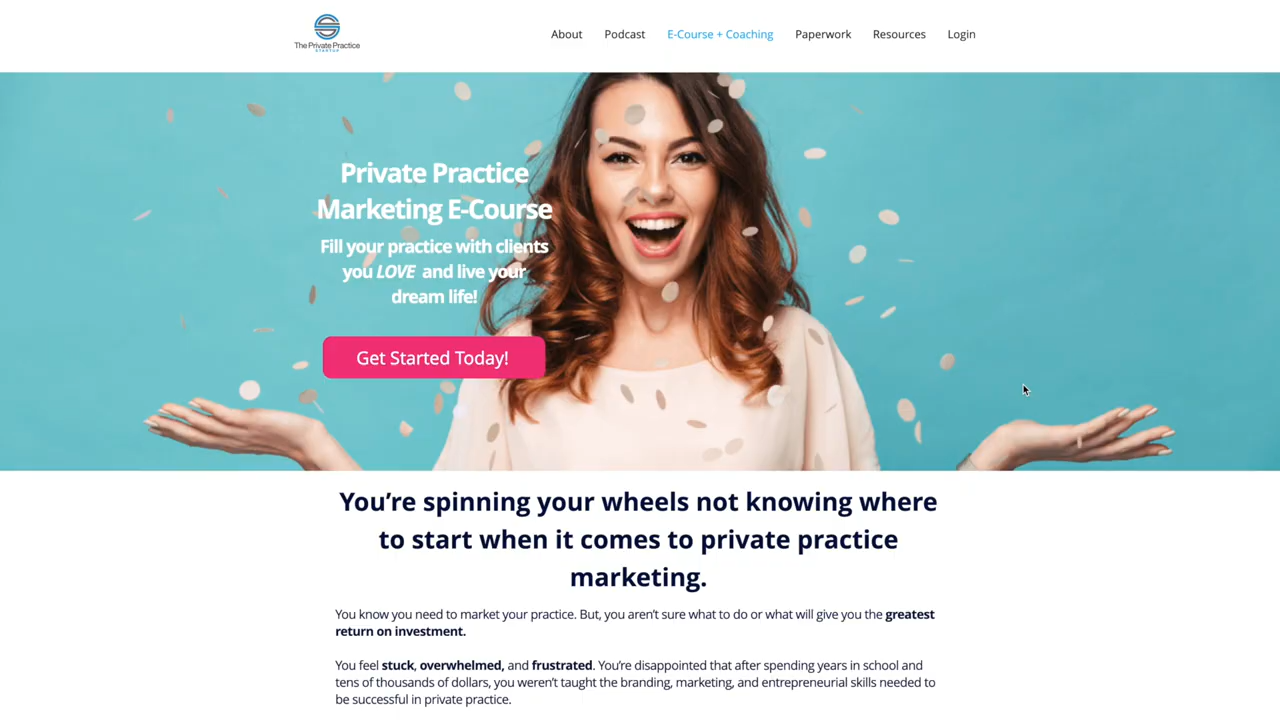 The Private Practice
STARTUP
About
Podcast
E-Course + Coaching
Paperwork
Resources
Login
Private Practice
Marketing E-Course
Fill your practice with clients
you LOVE and live your
dream life!
Get Started Today!
You’re spinning your wheels not knowing where
to start when it comes to private practice
marketing.
You know you need to market your practice. But, you aren’t sure what to do or what will give you the greatest
return on investment.
You feel stuck, overwhelmed, and frustrated. You’re disappointed that after spending years in school and
tens of thousands of dollars, you weren’t taught the branding, marketing, and entrepreneurial skills needed to
be successful in private practice.